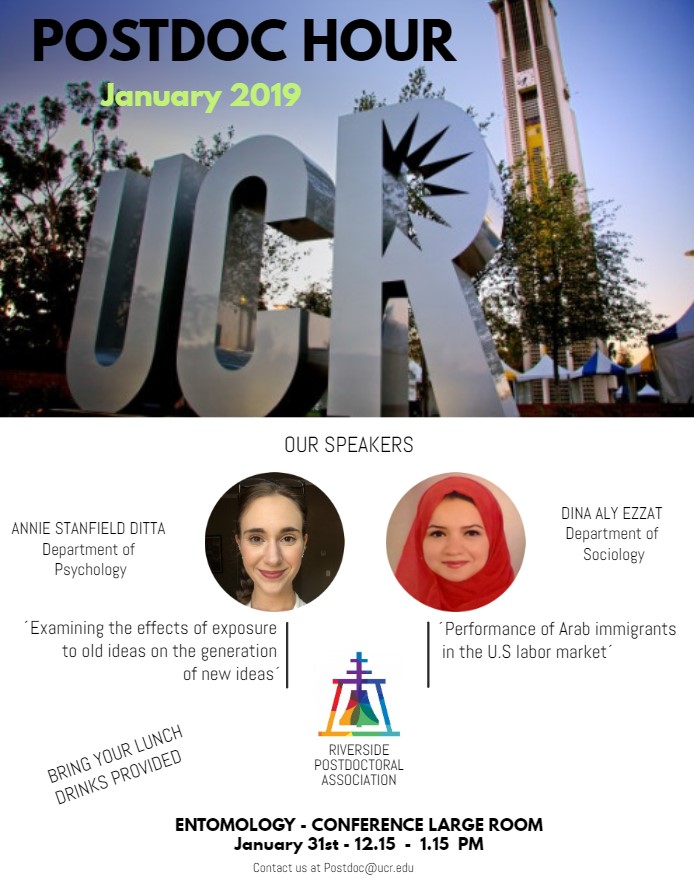 POSTDOC HOUR
January 2019
UCR
OUR SPEAKERS
ANNIE STANFIELD DITTA
Department of
Psychology
DINA ALY EZZAT
Department of
Sociology
´Examining the effects of exposure
to old ideas on the generation
of new ideas´
´Performance of Arab immigrants
in the U.S labor market´
RIVERSIDE
POSTDOCTORAL
ASSOCIATION
BRING YOUR LUNCH
DRINKS PROVIDED
ENTOMOLOGY - CONFERENCE LARGE ROOM
January 31st - 12.15 - 1.15 PM
Contact us at Postdoc@ucr.edu